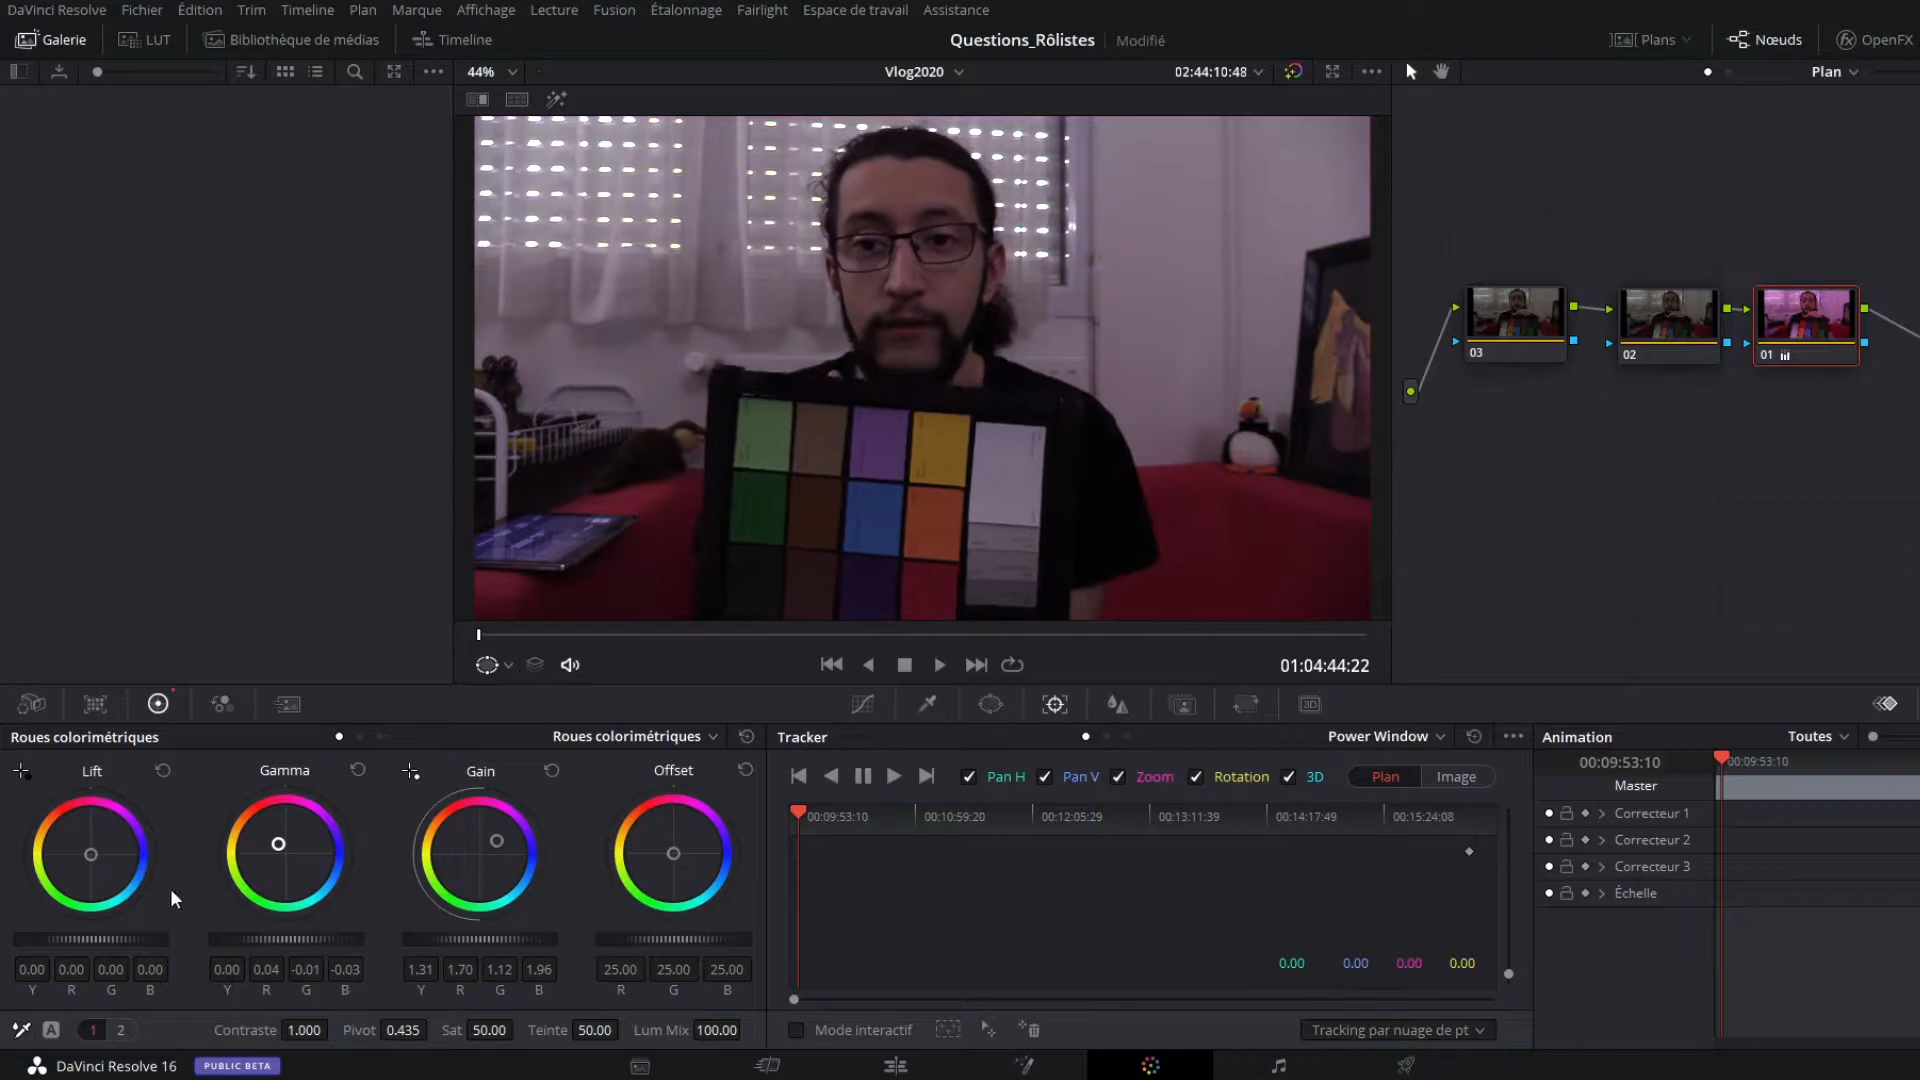 DaVinci Resolve Fichier Édition Trim Timeline Plan Marque Affichage Lecture Fusion Étalonnage Fairlight Espace de travail Assistance
Galerie LUT Bibliothèque de médias Timeline Questions_Rôlistes Modifié Plans Nœuds OpenFX
44% Vlog2020 02:44:10:48 Plan
03 02 01
01:04:44:22
Roues colorimétriques Roues colorimétriques Tracker Power Window Animation Toutes
Lift Gamma Gain Offset
Pan H Pan V Zoom Rotation 3D Plan Image
00:09:53:10 00:09:53:10
Master
00:09:53:10 00:10:59:20 00:12:05:29 00:13:11:39 00:14:17:49 00:15:24:08
Correcteur 1
Correcteur 2
Correcteur 3
Échelle
0.00 0.00 0.00 0.00
0.00 0.00 0.00 0.00 0.00 0.04 -0.01 -0.03 1.31 1.70 1.12 1.96 25.00 25.00 25.00
Y R G B Y R G B Y R G B R G B
A 1 2 Contraste 1.000 Pivot 0.435 Sat 50.00 Teinte 50.00 Lum Mix 100.00 Mode interactif Tracking par nuage de pt
DaVinci Resolve 16 PUBLIC BETA